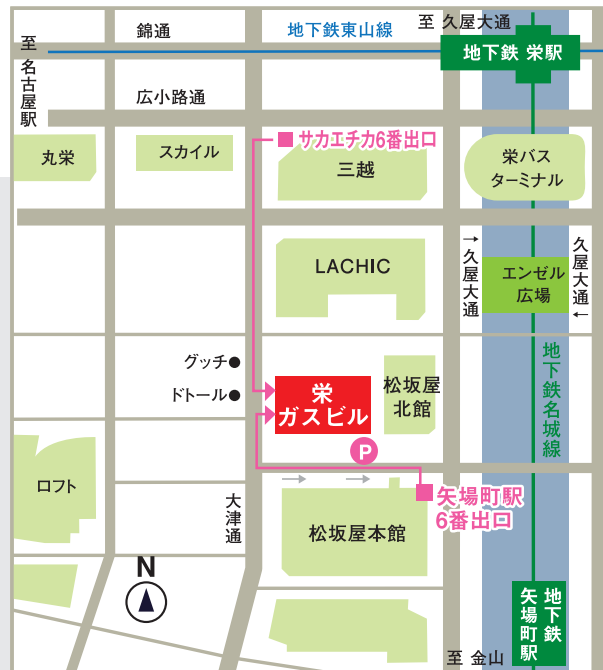 至 久屋大通
錦通
地下鉄東山線
至 名古屋駅
地下鉄 栄駅
広小路通
サカエチカ6番出口
丸栄
スカイル
三越
栄バス
ターミナル
LACHIC
→久屋大通
エンゼル
広場
久屋大通←
グッチ●
ドトール●
栄
ガスビル
松坂屋
北館
地下鉄名城線
P
ロフト
大津通
矢場町駅
6番出口
松坂屋本館
N
地下鉄
矢場町駅
至 金山